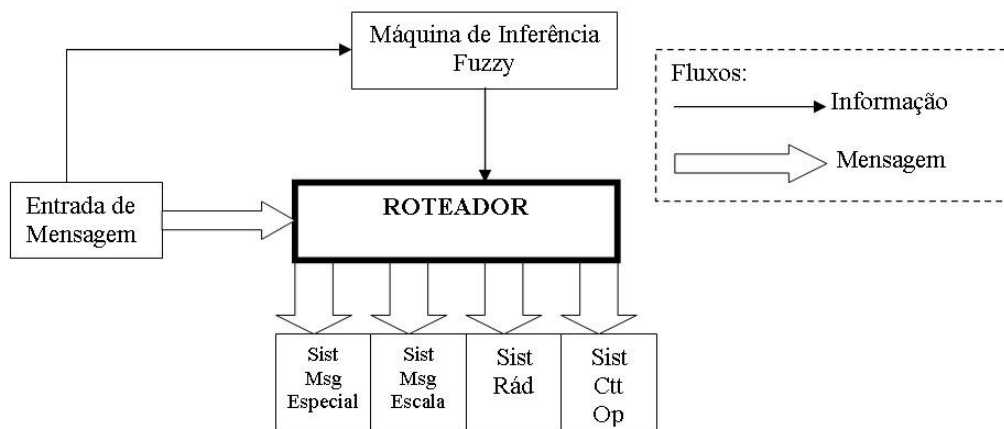 Máquina de Inferência
Fuzzy
Fluxos:
Informação
Mensagem
Entrada de
Mensagem
ROTEADOR
Sist
Msg
Especial
Sist
Msg
Escala
Sist
Rád
Sist
Ctt
Op